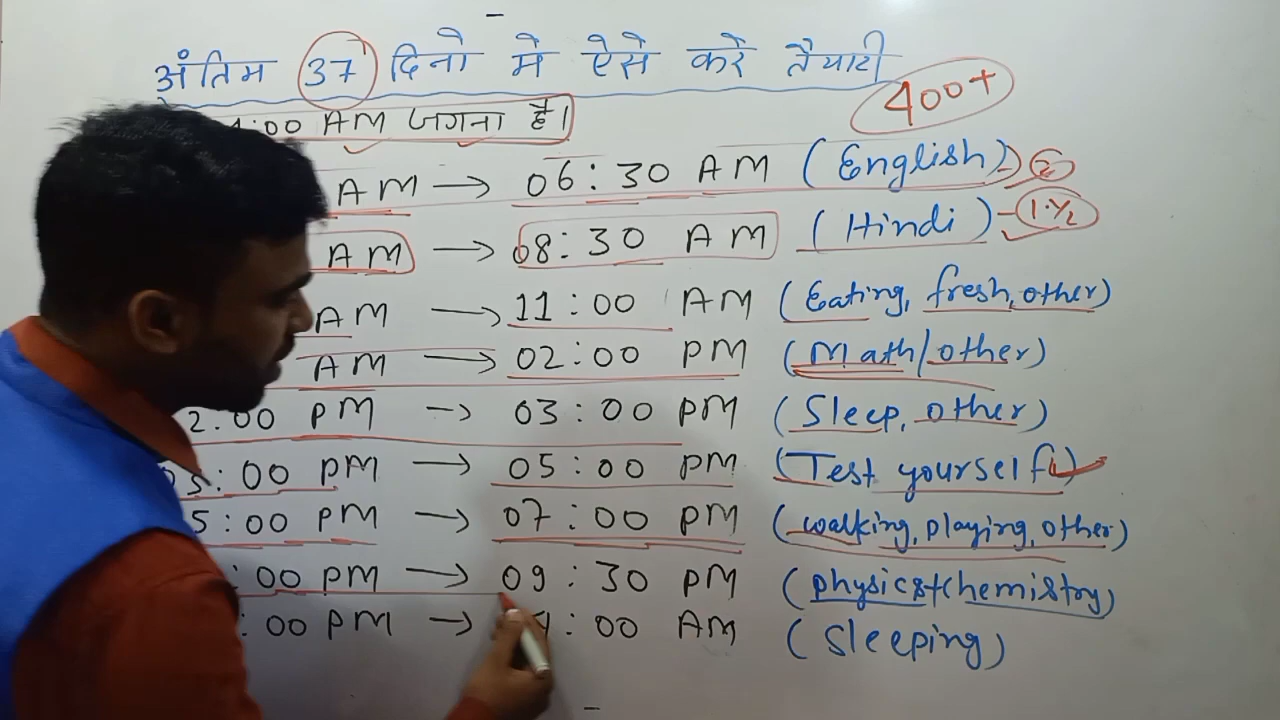 अंतिम 37 दिनो मे ऐसे करे तैयारी
400+
:00 AM जगना है।
AM → 06:30 AM (English) - 2
AM → 08:30 AM (Hindi) - 1½
AM → 11:00 AM (Eating, fresh, other)
AM → 02:00 PM (Math/other)
2:00 PM → 03:00 PM (Sleep, other)
03:00 PM → 05:00 PM (Test yourself)
5:00 PM → 07:00 PM (walking, playing, other)
:00 PM → 09:30 PM (physics+chemistry)
:00 PM → :00 AM (Sleeping)